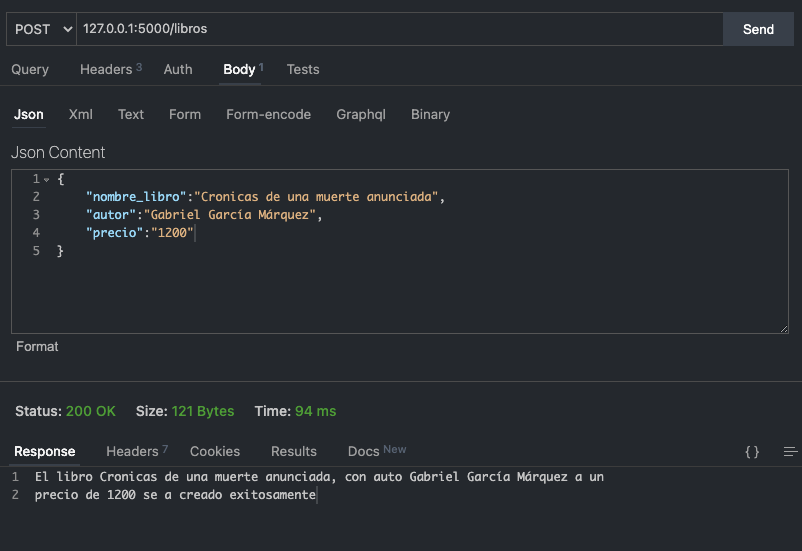 POST 127.0.0.1:5000/libros Send
Query Headers 3 Auth Body 1 Tests
Json Xml Text Form Form-encode Graphql Binary
Json Content
1 {
2 "nombre_libro":"Cronicas de una muerte anunciada",
3 "autor":"Gabriel García Márquez",
4 "precio":"1200"
5 }
Format
Status: 200 OK Size: 121 Bytes Time: 94 ms
Response Headers 7 Cookies Results Docs New { }
1 El libro Cronicas de una muerte anunciada, con auto Gabriel García Márquez a un
2 precio de 1200 se a creado exitosamente